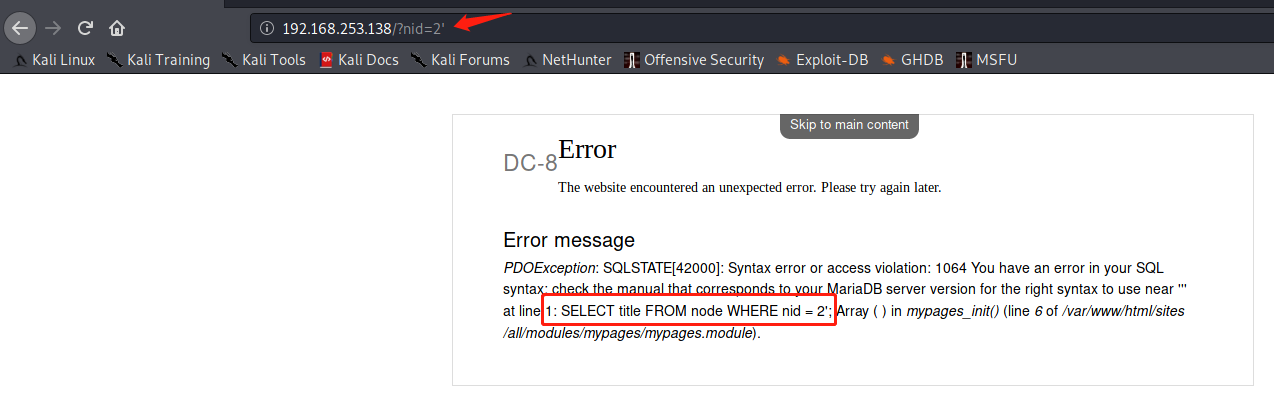 192.168.253.138/?nid=2'
Kali Linux Kali Training Kali Tools Kali Docs Kali Forums NetHunter Offensive Security Exploit-DB GHDB MSFU
Skip to main content
DC-8
Error
The website encountered an unexpected error. Please try again later.
Error message
PDOException: SQLSTATE[42000]: Syntax error or access violation: 1064 You have an error in your SQL
syntax; check the manual that corresponds to your MariaDB server version for the right syntax to use near '''
at line 1: SELECT title FROM node WHERE nid = 2'; Array ( ) in mypages_init() (line 6 of /var/www/html/sites
/all/modules/mypages/mypages.module).